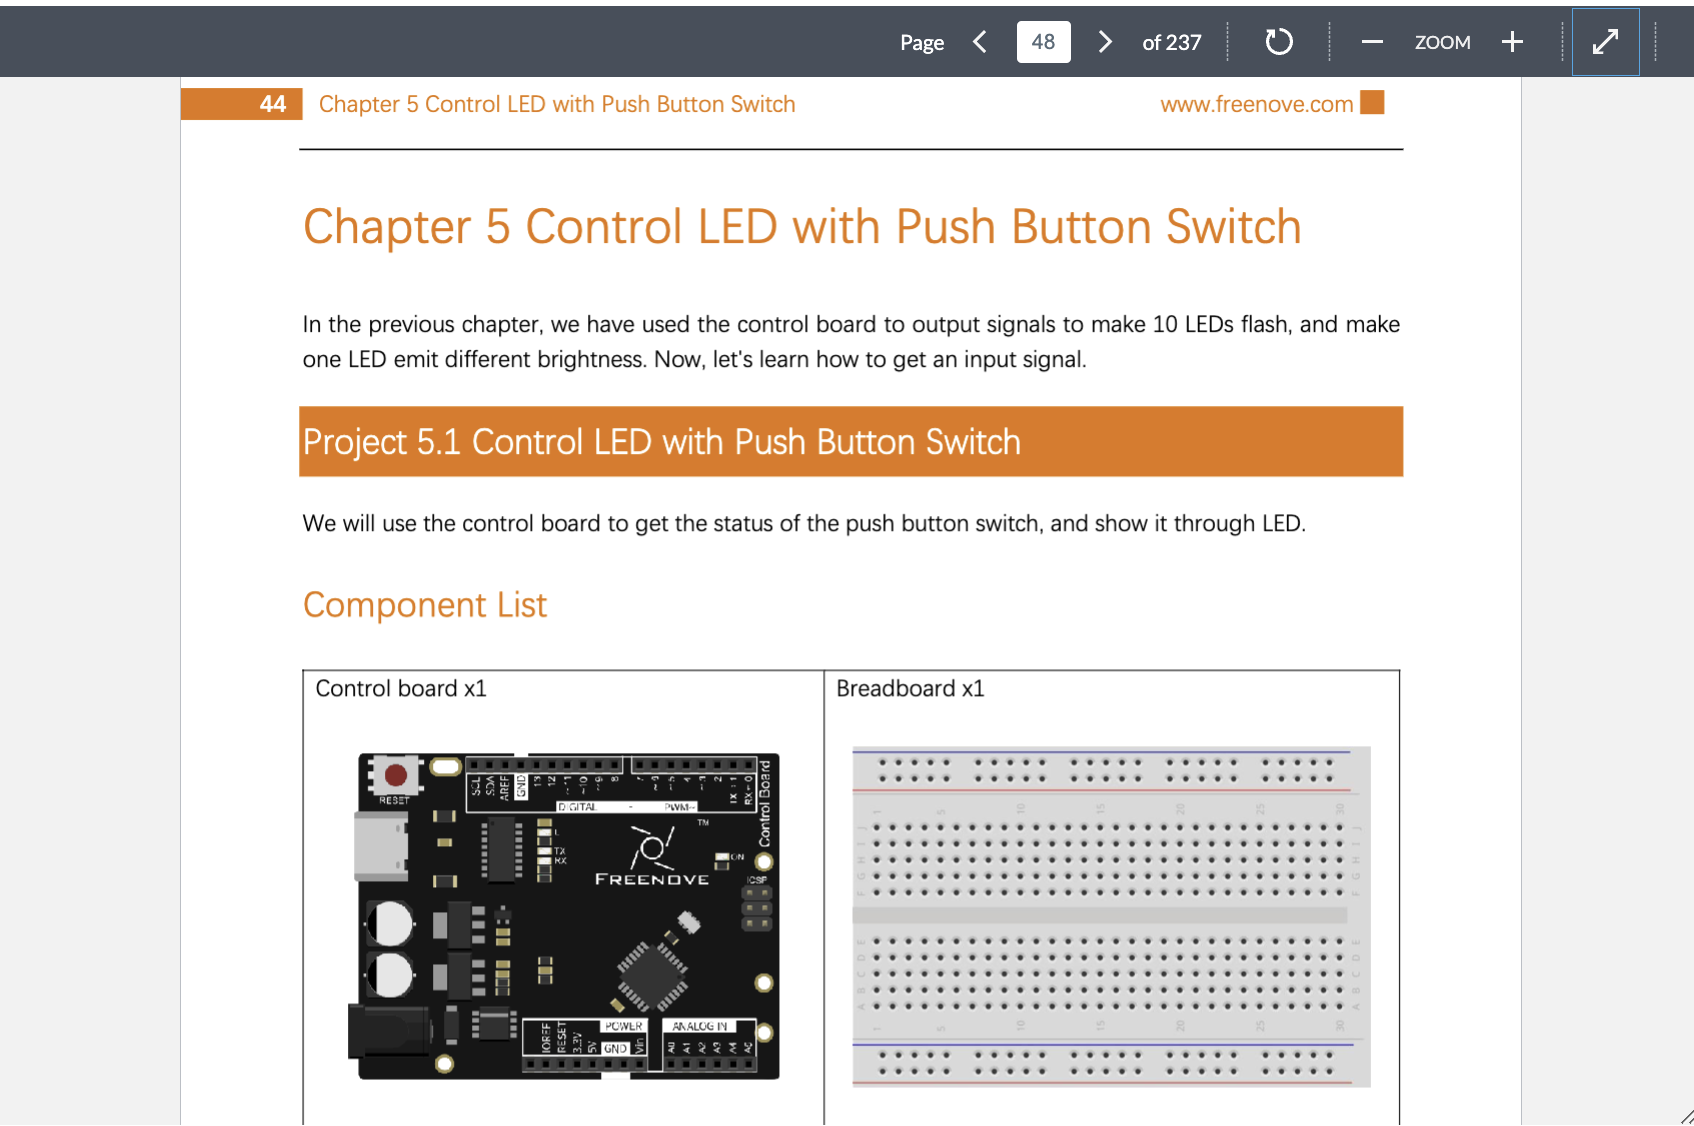 Page 48 of 237 ZOOM
44 Chapter 5 Control LED with Push Button Switch www.freenove.com
Chapter 5 Control LED with Push Button Switch
In the previous chapter, we have used the control board to output signals to make 10 LEDs flash, and make
one LED emit different brightness. Now, let's learn how to get an input signal.
Project 5.1 Control LED with Push Button Switch
We will use the control board to get the status of the push button switch, and show it through LED.
Component List
Control board x1
Breadboard x1
RESET
SCL SDA AREF GND 13 12 ~11 ~10 ~9 8 7 ~6 ~5 4 ~3 2 TX→1 RX←0
DIGITAL - PWM~
Control Board
TM
L
TX
RX
ON
FREENOVE
ICSP
POWER
ANALOG IN
IOREF RESET 3.3V 5V GND Vin
A0 A1 A2 A3 A4 A5
1 5 10 15 20 25 30
J J
I I
H H
G G
F F
E E
D D
C C
B B
A A
1 5 10 15 20 25 30